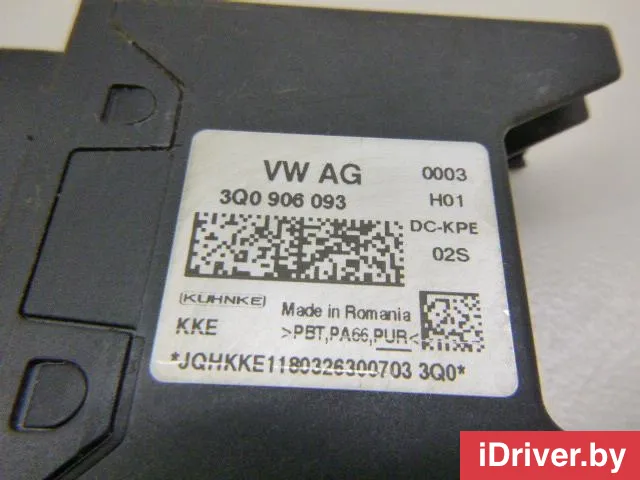 VW AG 0003
3Q0 906 093 H01
DC-KPE
02S
KUHNKE Made in Romania
KKE >PBT,PA66,PUR<
*JQHKKE1180326300703 3Q0*
iDriver.by